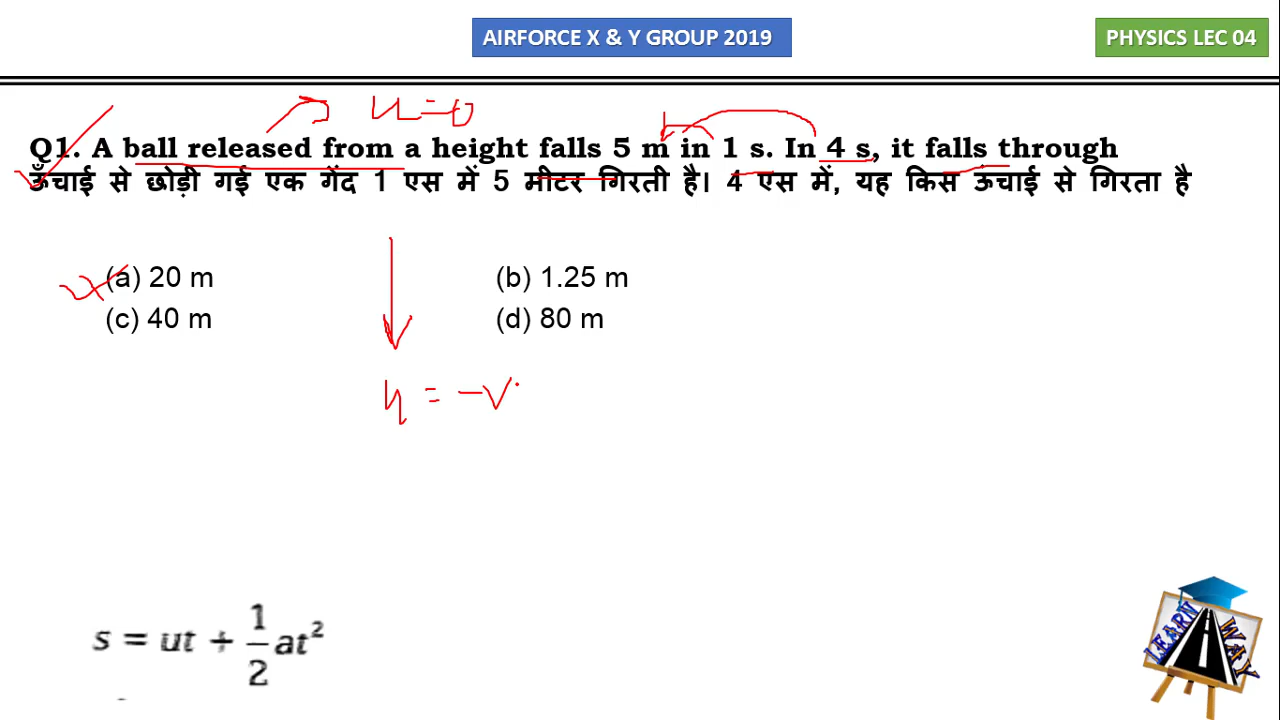 AIRFORCE X & Y GROUP 2019
PHYSICS LEC 04
u=0
Q1. A ball released from a height falls 5 m in 1 s. In 4 s, it falls through
ऊँचाई से छोड़ी गई एक गेंद 1 एस में 5 मीटर गिरती है। 4 एस में, यह किस ऊंचाई से गिरता है
(a) 20 m
(b) 1.25 m
(c) 40 m
(d) 80 m
= -v
s = ut + 1/2 at²
LEARN WAY